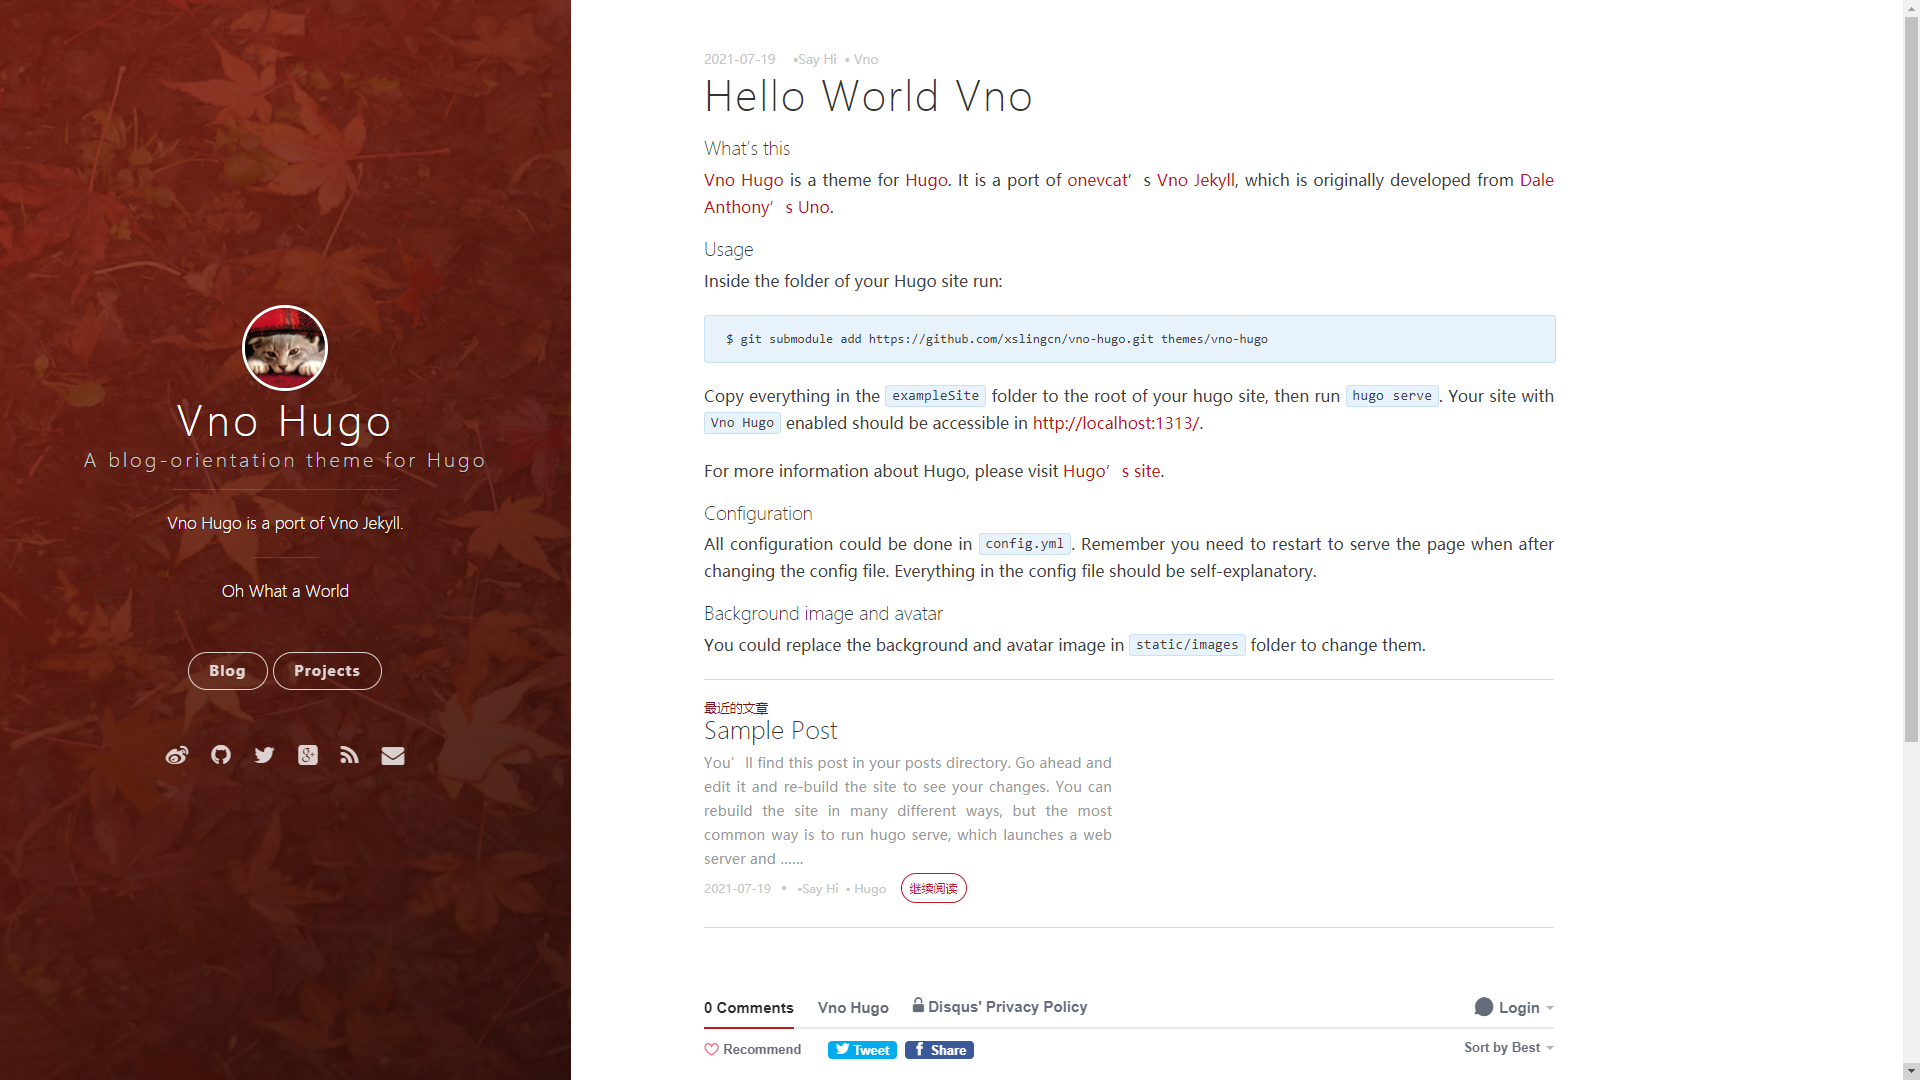 Vno Hugo
A blog-orientation theme for Hugo
Vno Hugo is a port of Vno Jekyll.
Oh What a World
Blog Projects
2021-07-19 •Say Hi • Vno
Hello World Vno
What’s this
Vno Hugo is a theme for Hugo. It is a port of onevcat’s Vno Jekyll, which is originally developed from Dale
Anthony’s Uno.
Usage
Inside the folder of your Hugo site run:
$ git submodule add https://github.com/xslingcn/vno-hugo.git themes/vno-hugo
Copy everything in the exampleSite folder to the root of your hugo site, then run hugo serve. Your site with
Vno Hugo enabled should be accessible in http://localhost:1313/.
For more information about Hugo, please visit Hugo’s site.
Configuration
All configuration could be done in config.yml. Remember you need to restart to serve the page when after
changing the config file. Everything in the config file should be self-explanatory.
Background image and avatar
You could replace the background and avatar image in static/images folder to change them.
最近的文章
Sample Post
You’ll find this post in your posts directory. Go ahead and
edit it and re-build the site to see your changes. You can
rebuild the site in many different ways, but the most
common way is to run hugo serve, which launches a web
server and ……
2021-07-19 • •Say Hi • Hugo 继续阅读
0 Comments Vno Hugo Disqus' Privacy Policy Login
Recommend Tweet Share Sort by Best